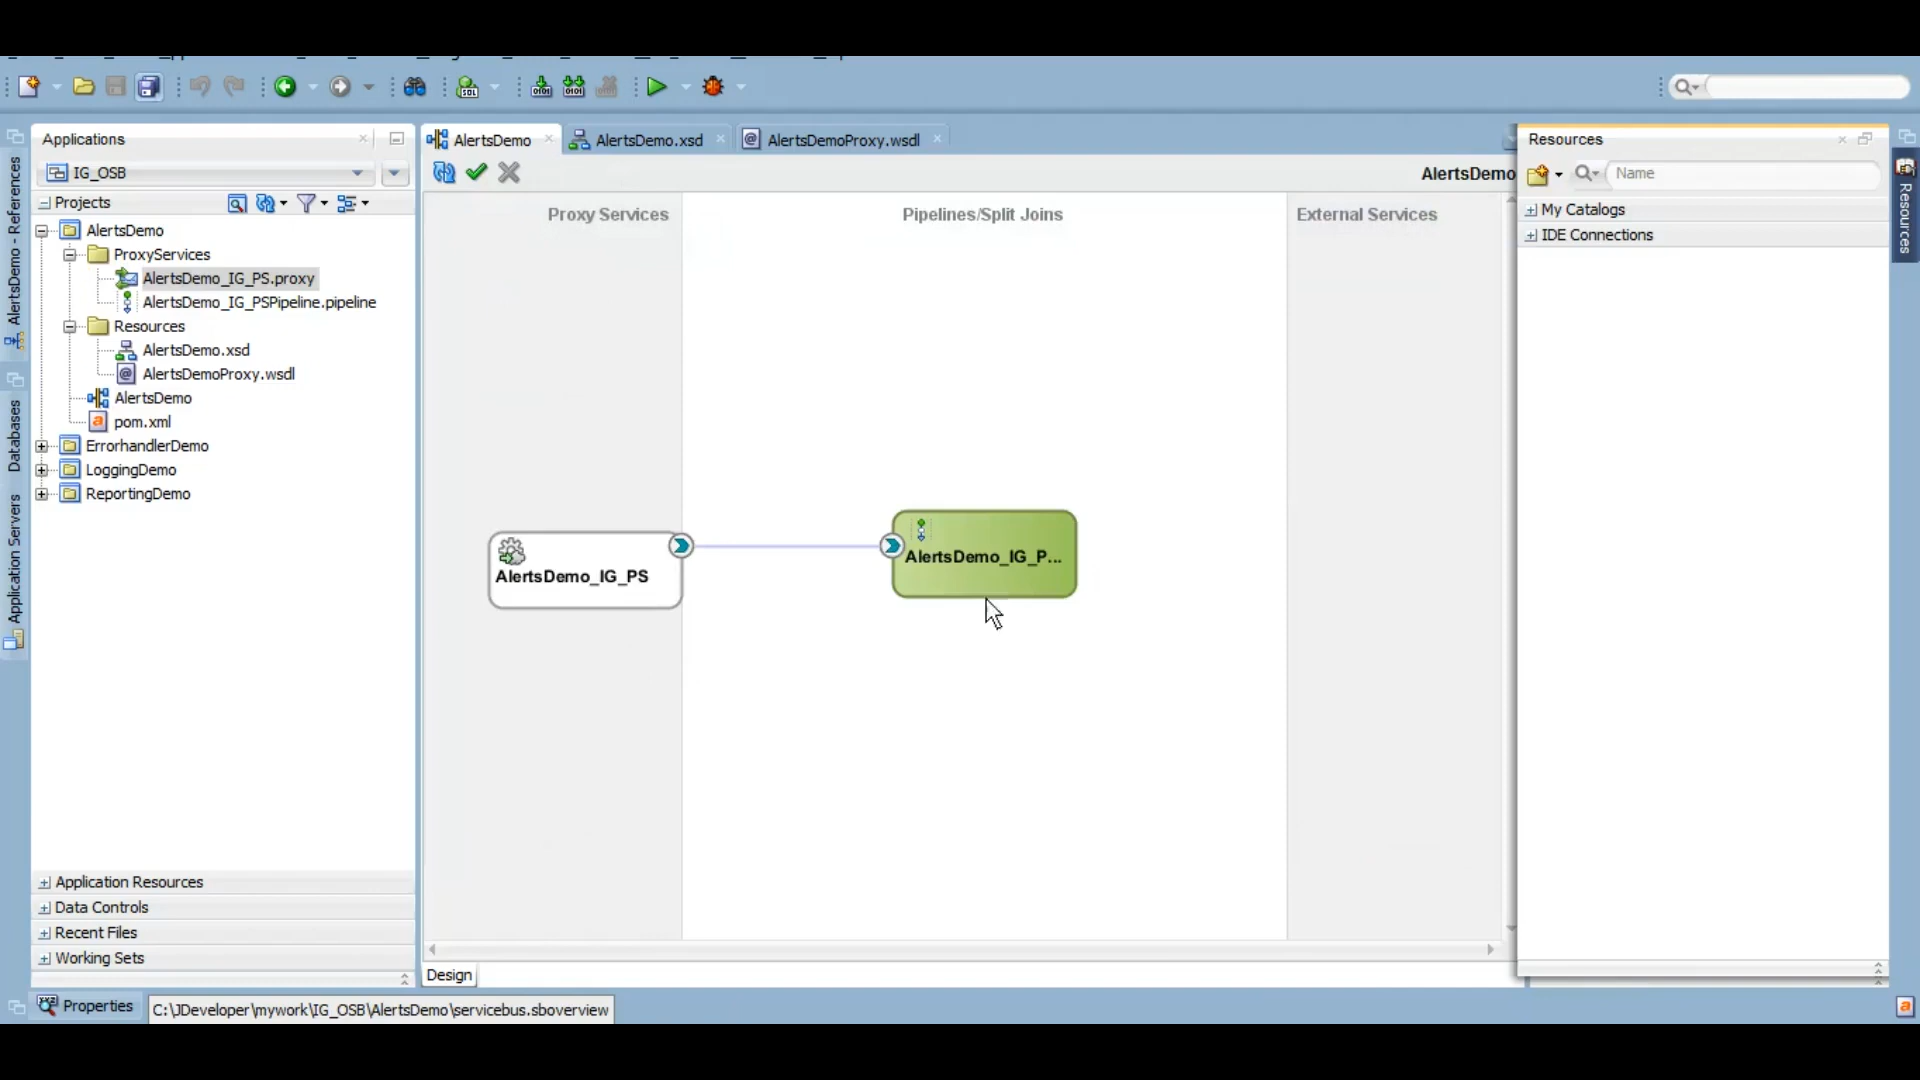 Applications
IG_OSB
Projects
AlertsDemo
ProxyServices
AlertsDemo_IG_PS.proxy
AlertsDemo_IG_PSPipeline.pipeline
Resources
AlertsDemo.xsd
AlertsDemoProxy.wsdl
AlertsDemo
pom.xml
ErrorhandlerDemo
LoggingDemo
ReportingDemo
Application Resources
Data Controls
Recent Files
Working Sets
AlertsDemo - References
Databases
Application Servers
AlertsDemo
AlertsDemo.xsd
AlertsDemoProxy.wsdl
AlertsDemo
Proxy Services
Pipelines/Split Joins
External Services
AlertsDemo_IG_PS
AlertsDemo_IG_P...
Design
Resources
Name
My Catalogs
IDE Connections
Resources
Properties
C:\JDeveloper\mywork\IG_OSB\AlertsDemo\servicebus.sboverview